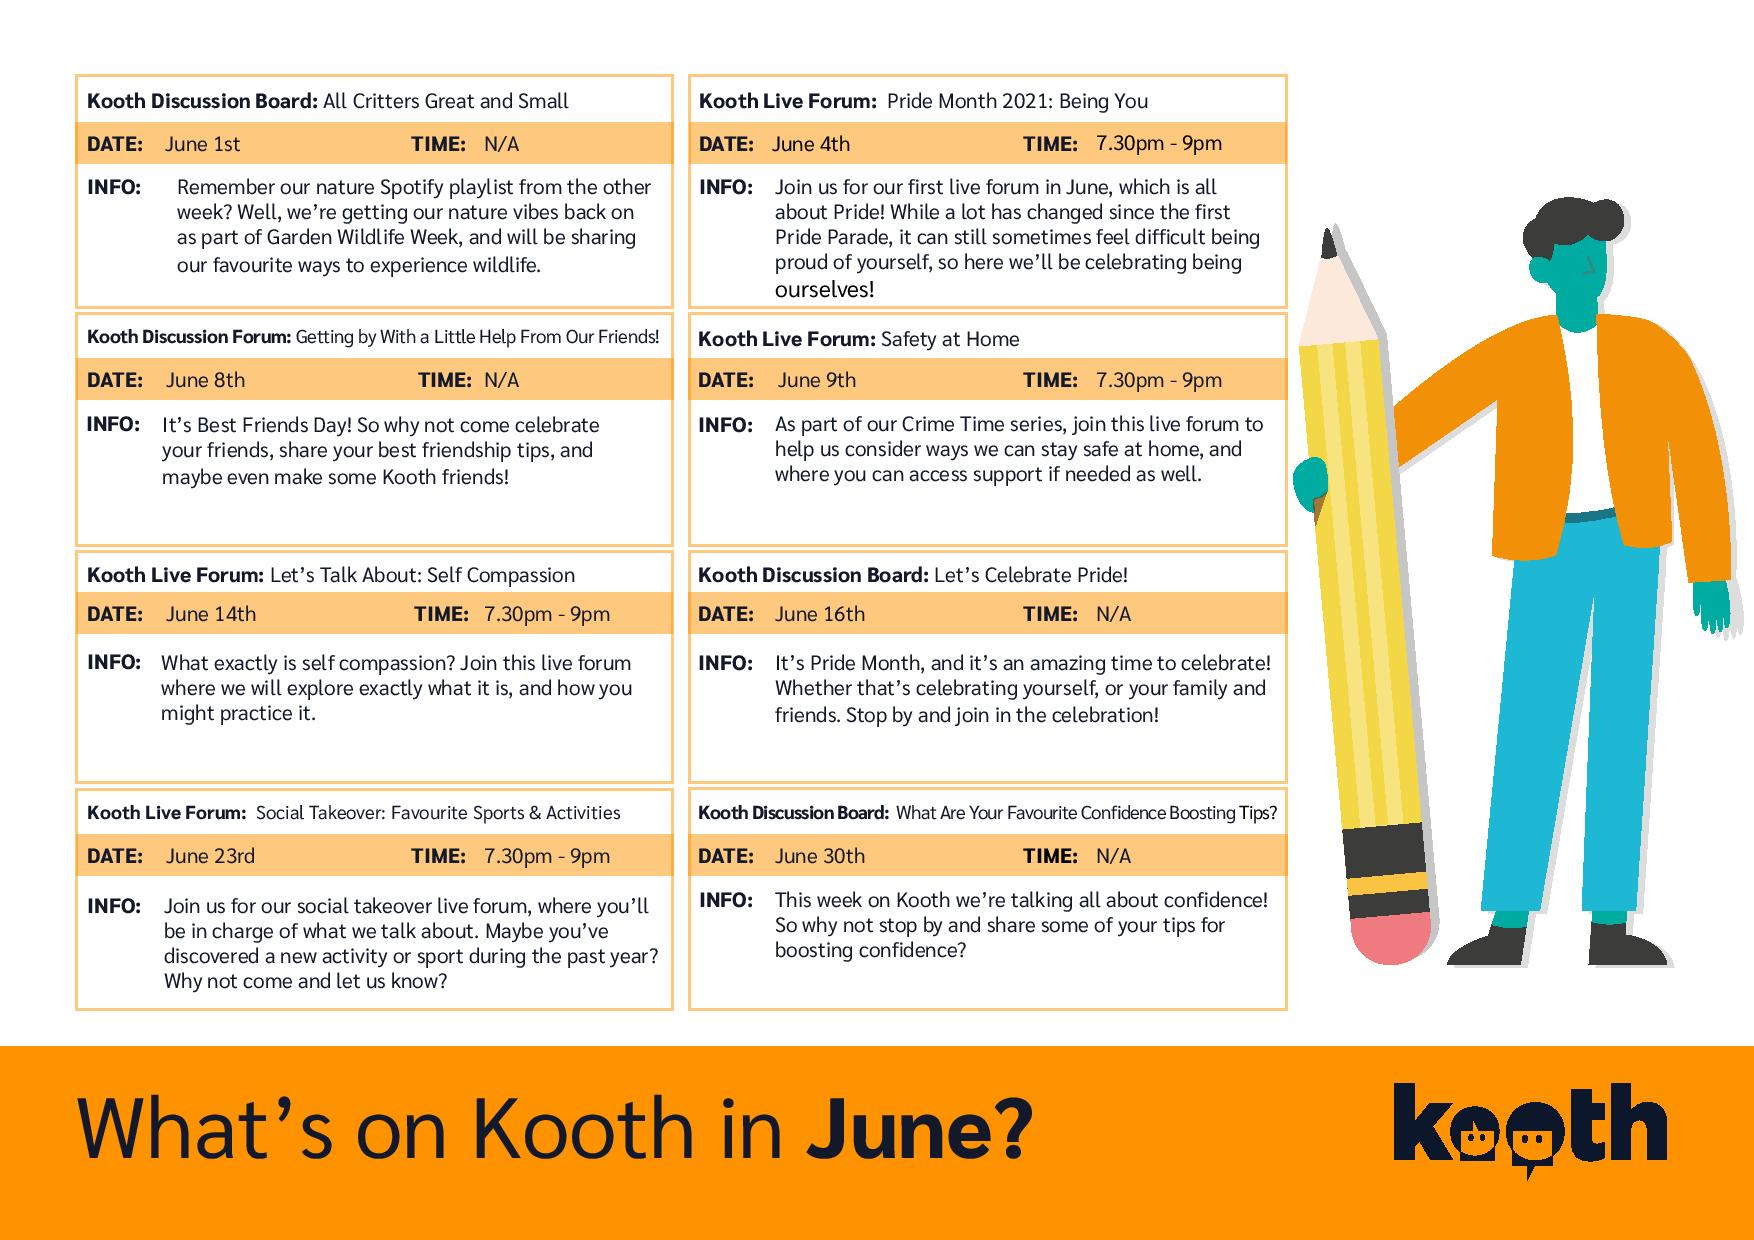 Kooth Discussion Board: All Critters Great and Small
DATE: June 1st TIME: N/A
INFO: Remember our nature Spotify playlist from the other
week? Well, we’re getting our nature vibes back on
as part of Garden Wildlife Week, and will be sharing
our favourite ways to experience wildlife.
Kooth Live Forum: Pride Month 2021: Being You
DATE: June 4th TIME: 7.30pm - 9pm
INFO: Join us for our first live forum in June, which is all
about Pride! While a lot has changed since the first
Pride Parade, it can still sometimes feel difficult being
proud of yourself, so here we’ll be celebrating being
ourselves!
Kooth Discussion Forum: Getting by With a Little Help From Our Friends!
DATE: June 8th TIME: N/A
INFO: It’s Best Friends Day! So why not come celebrate
your friends, share your best friendship tips, and
maybe even make some Kooth friends!
Kooth Live Forum: Safety at Home
DATE: June 9th TIME: 7.30pm - 9pm
INFO: As part of our Crime Time series, join this live forum to
help us consider ways we can stay safe at home, and
where you can access support if needed as well.
Kooth Live Forum: Let’s Talk About: Self Compassion
DATE: June 14th TIME: 7.30pm - 9pm
INFO: What exactly is self compassion? Join this live forum
where we will explore exactly what it is, and how you
might practice it.
Kooth Discussion Board: Let’s Celebrate Pride!
DATE: June 16th TIME: N/A
INFO: It’s Pride Month, and it’s an amazing time to celebrate!
Whether that’s celebrating yourself, or your family and
friends. Stop by and join in the celebration!
Kooth Live Forum: Social Takeover: Favourite Sports & Activities
DATE: June 23rd TIME: 7.30pm - 9pm
INFO: Join us for our social takeover live forum, where you’ll
be in charge of what we talk about. Maybe you’ve
discovered a new activity or sport during the past year?
Why not come and let us know?
Kooth Discussion Board: What Are Your Favourite Confidence Boosting Tips?
DATE: June 30th TIME: N/A
INFO: This week on Kooth we’re talking all about confidence!
So why not stop by and share some of your tips for
boosting confidence?
What’s on Kooth in June?
kooth